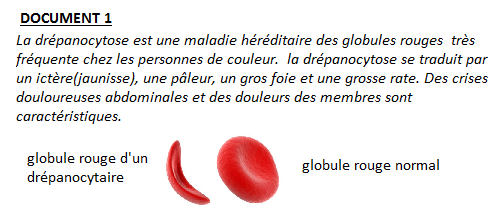 DOCUMENT 1
La drépanocytose est une maladie héréditaire des globules rouges très
fréquente chez les personnes de couleur. la drépanocytose se traduit par
un ictère(jaunisse), une pâleur, un gros foie et une grosse rate. Des crises
douloureuses abdominales et des douleurs des membres sont
caractéristiques.
globule rouge d'un
drépanocytaire
globule rouge normal